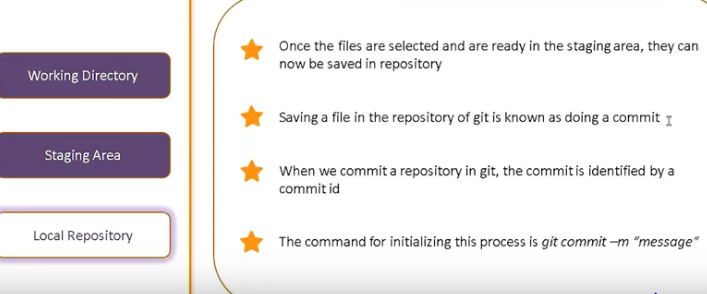 Working Directory
Staging Area
Local Repository
Once the files are selected and are ready in the staging area, they can
now be saved in repository
Saving a file in the repository of git is known as doing a commit
When we commit a repository in git, the commit is identified by a
commit id
The command for initializing this process is git commit –m "message"